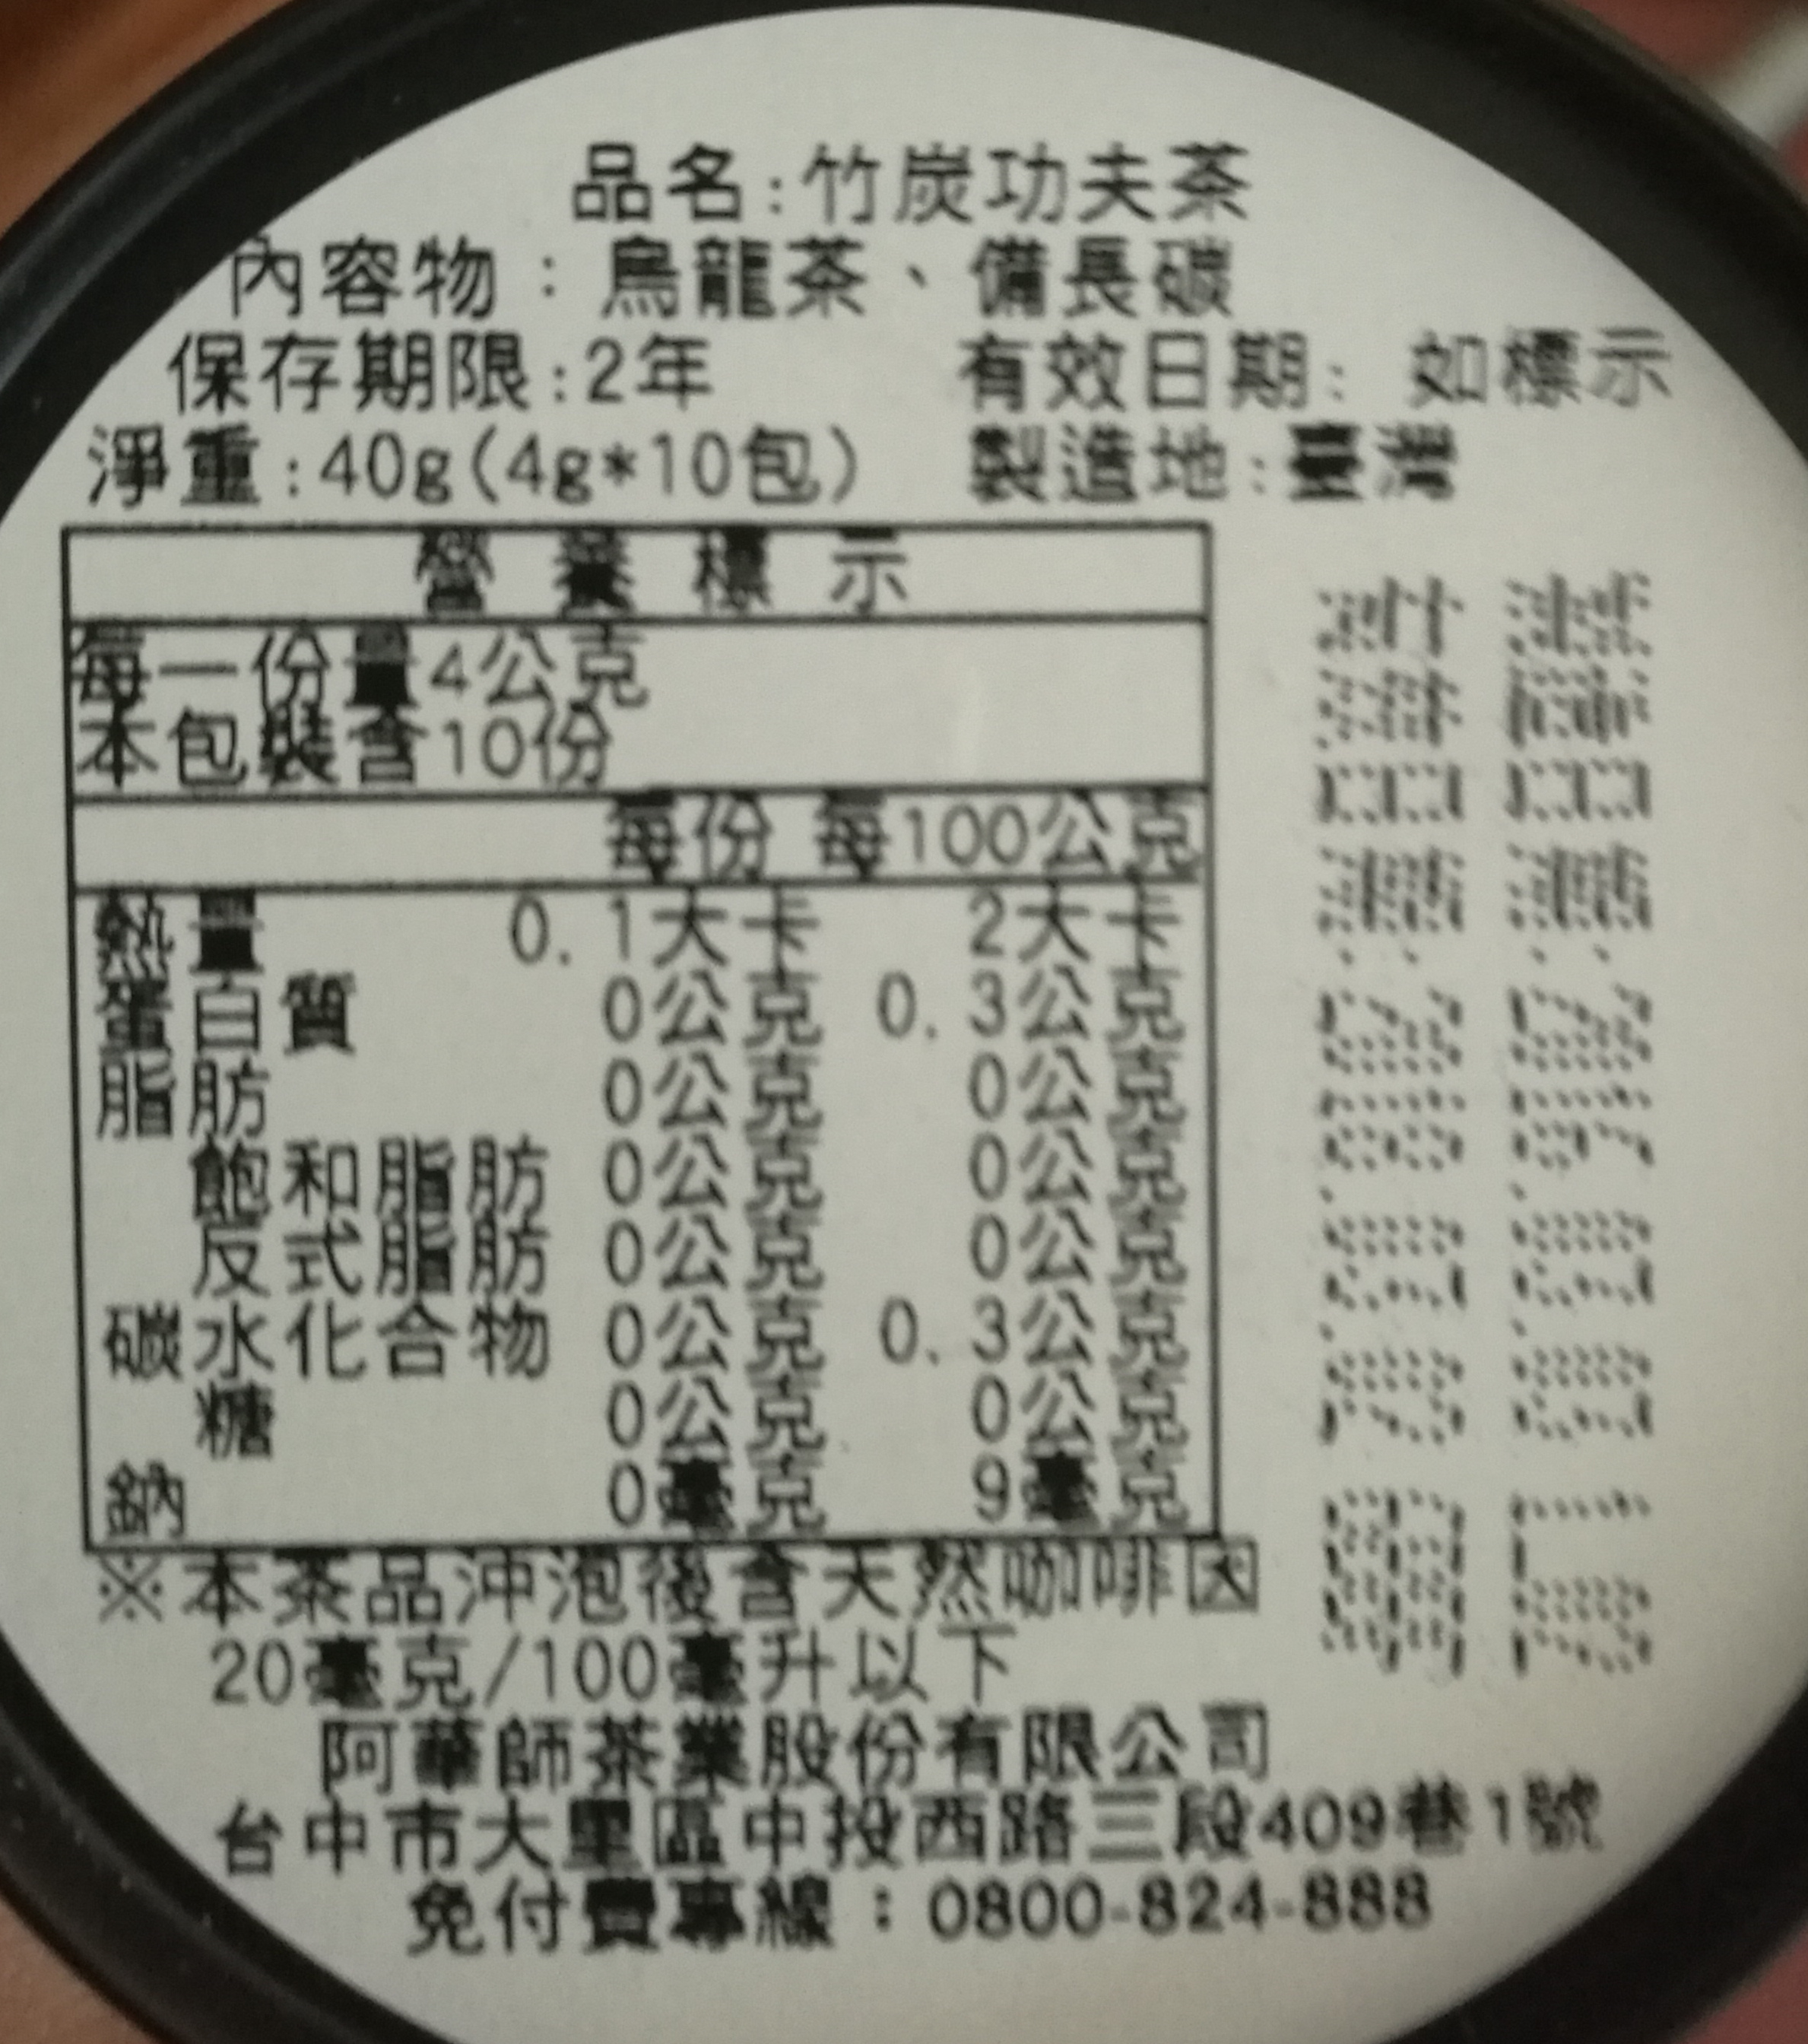 品名:竹炭功夫茶
內容物：烏龍茶、備長碳
保存期限:2年 有效日期: 如標示
淨重:40g(4g*10包) 製造地:臺灣
營養標示
每一份量4公克
本包裝含10份
每份 每100公克
熱量 0.1大卡 2大卡
蛋白質 0公克 0.3公克
脂肪 0公克 0公克
飽和脂肪 0公克 0公克
反式脂肪 0公克 0公克
碳水化合物 0公克 0.3公克
糖 0公克 0公克
鈉 0毫克 9毫克
※本茶品沖泡後含天然咖啡因
20毫克/100毫升以下
阿華師茶業股份有限公司
台中市大里區中投西路三段409巷1號
免付費專線：0800-824-888